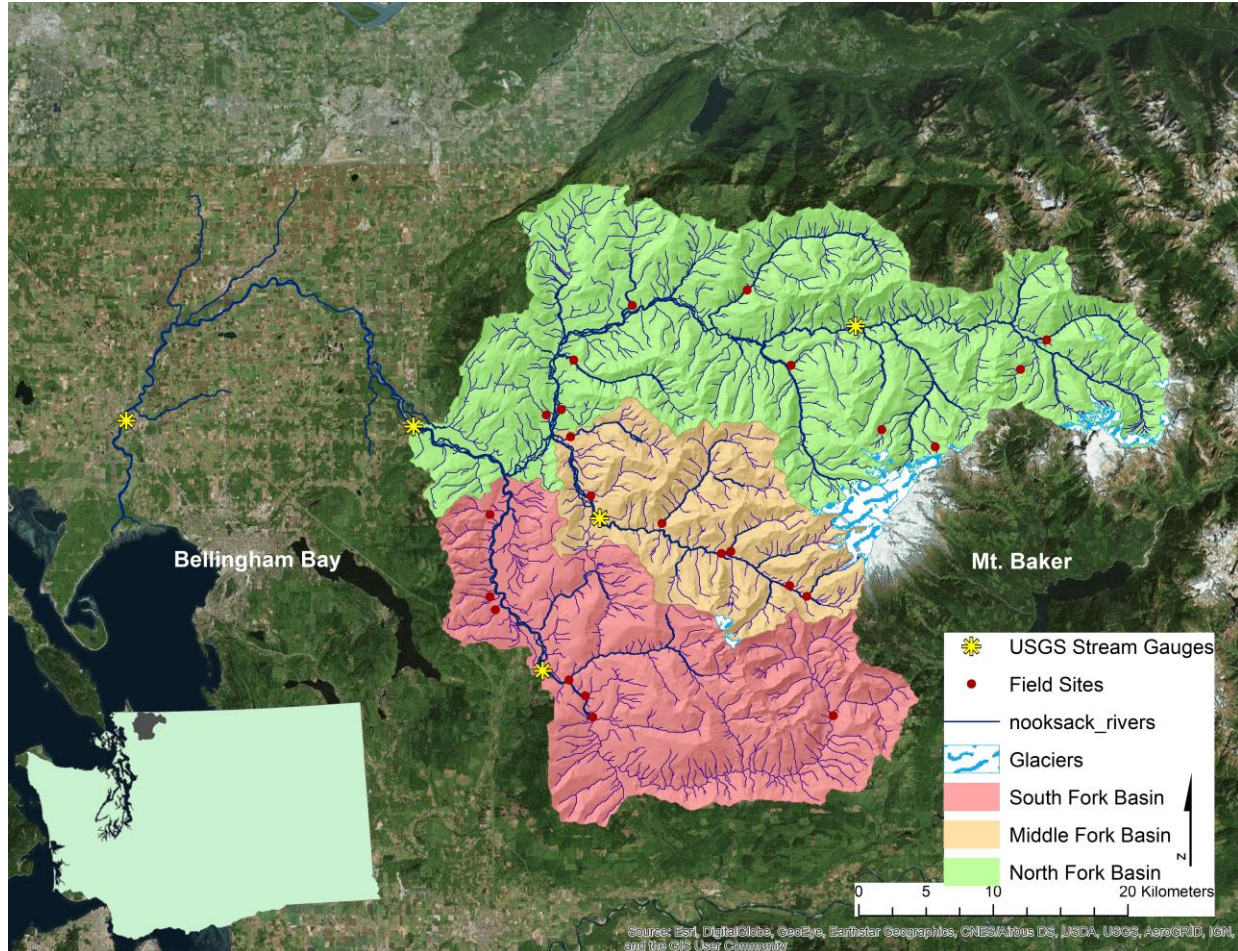 Bellingham Bay
Mt. Baker
USGS Stream Gauges
Field Sites
nooksack_rivers
Glaciers
South Fork Basin
Middle Fork Basin
North Fork Basin
N
0 5 10 20 Kilometers
Source: Esri, DigitalGlobe, GeoEye, Earthstar Geographics, CNES/Airbus DS, USDA, USGS, AeroGRID, IGN,
and the GIS User Community